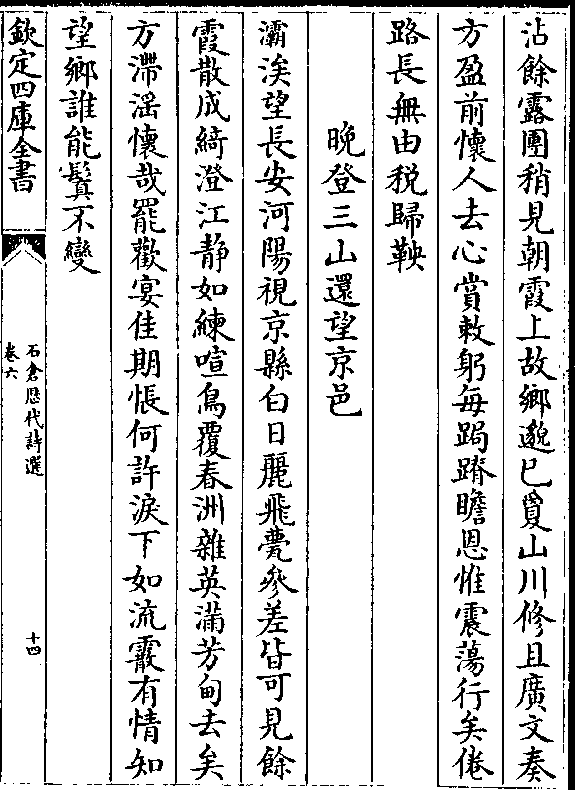 沾餘露團稍見朝霞上故鄉邈已夐山川修且廣文奏
方盈前懷人去心賞敕躬每跼蹐瞻恩惟震蕩行矣倦
路長無由税歸鞅
晚登三山還望京邑
灞涘望長安河陽視京縣白日麗飛甍參差皆可見餘
霞散成綺澄江靜如練喧鳥覆春洲雜英滿芳甸去矣
方滯滛懷哉罷歡宴佳期悵何許淚下如流霰有情知
望鄉誰能鬒不變
欽定四庫全書
石倉歴代詩選
卷六
十四